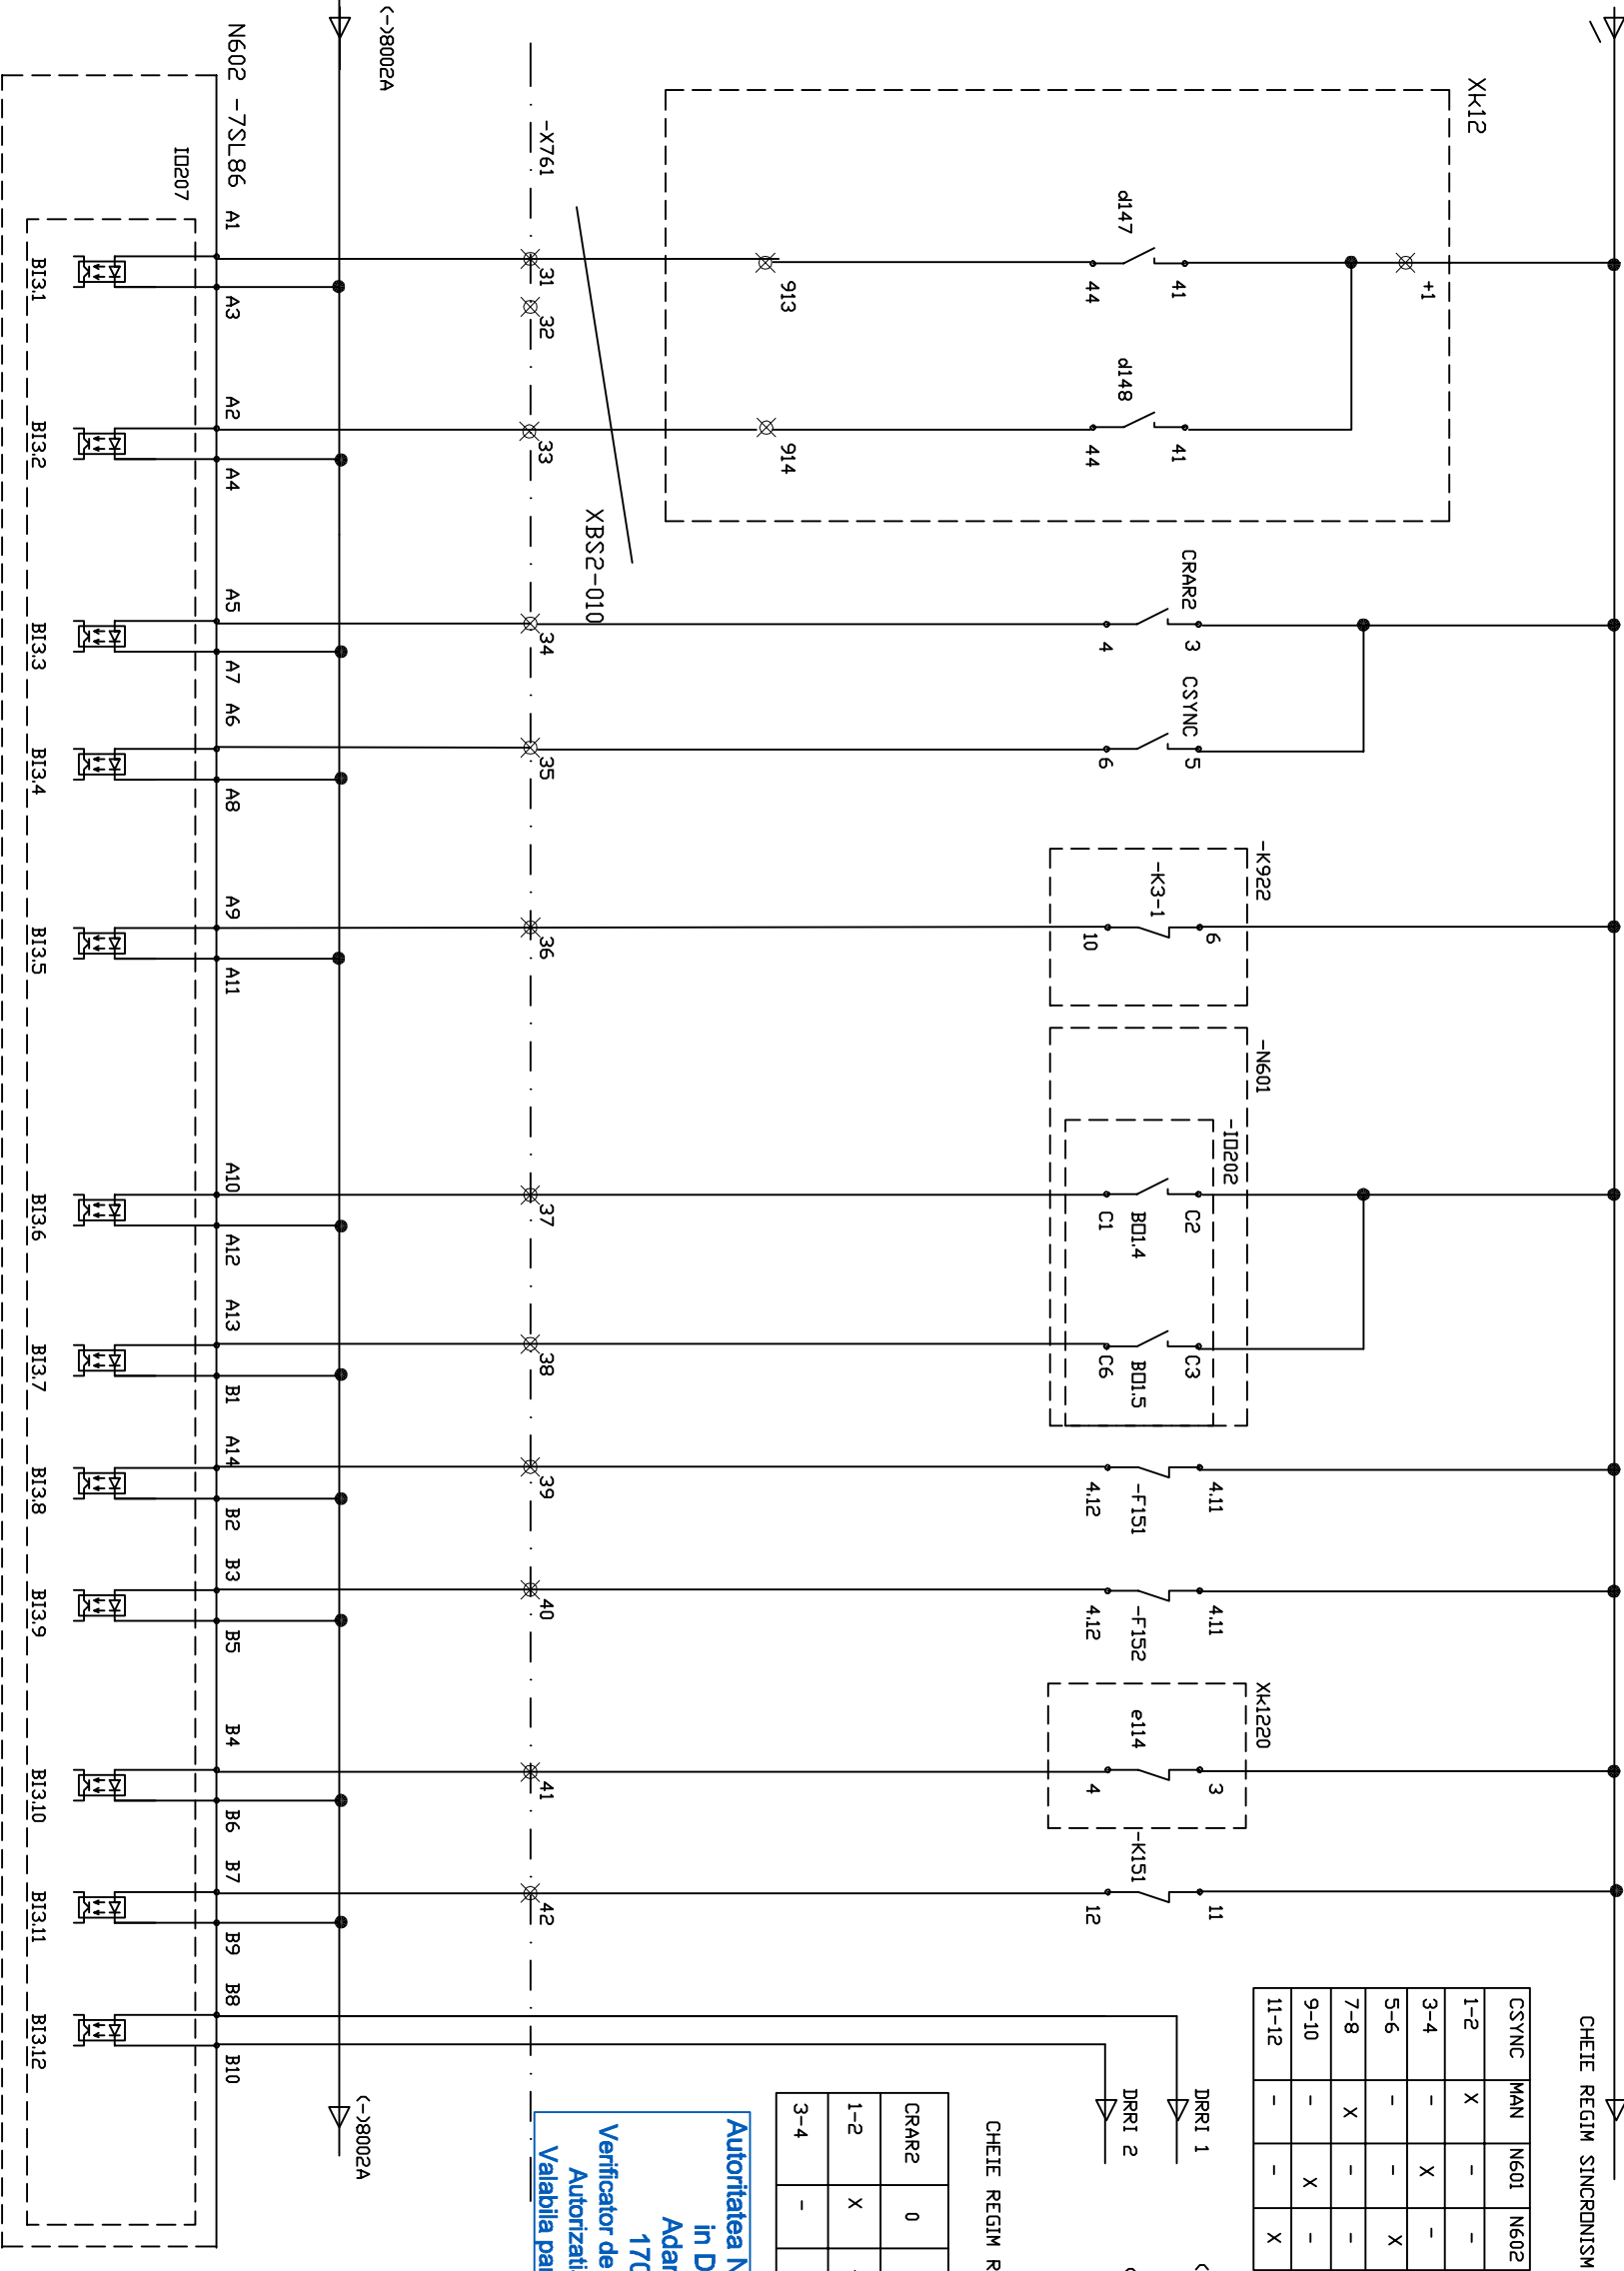 (-)8002A
N602 -7SL86
IO207
-X761
XBS2-010
Xk12
+1
d147
41
44
913
31
32
A1
A3
BI3.1
d148
41
44
914
33
A2
A4
BI3.2
CRAR2
3
4
34
A5
A7
BI3.3
CSYNC
5
6
35
A6
A8
BI3.4
-K922
-K3-1
6
10
36
A9
A11
BI3.5
-N601
-IO202
C2
BO1.4
C1
37
A10
A12
BI3.6
C3
BO1.5
C6
38
A13
B1
BI3.7
4.11
-F151
4.12
39
A14
B2
BI3.8
4.11
-F152
4.12
40
B3
B5
BI3.9
Xk1220
e114
3
4
41
B4
B6
BI3.10
-K151
11
12
42
B7
B9
BI3.11
B8
B10
BI3.12
(-)8002A
DRRI 1
DRRI 2
CHEIE REGIM SINCRONISM
CSYNC MAN N601 N602
1-2 X - -
3-4 - X -
5-6 - - X
7-8 X - -
9-10 - X -
11-12 - - X
CHEIE REGIM R
CRAR2 0
1-2 X
3-4 -
Autoritatea N
in D
Adar
170
Verificator de
Autorizati
Valabila par